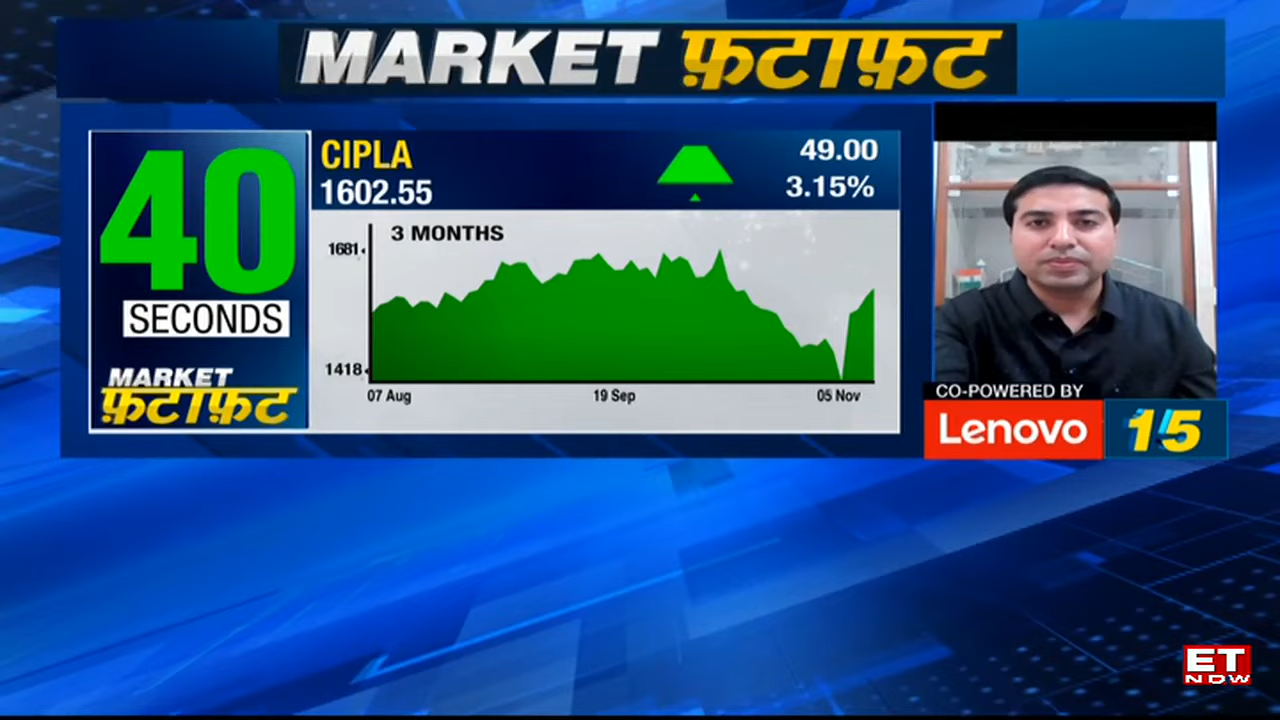 MARKET फ़टाफ़ट
40
SECONDS
MARKET
फ़टाफ़ट
CIPLA
1602.55
49.00
3.15%
3 MONTHS
1681
1418
07 Aug
19 Sep
05 Nov
CO-POWERED BY
Lenovo
15
ET
NOW